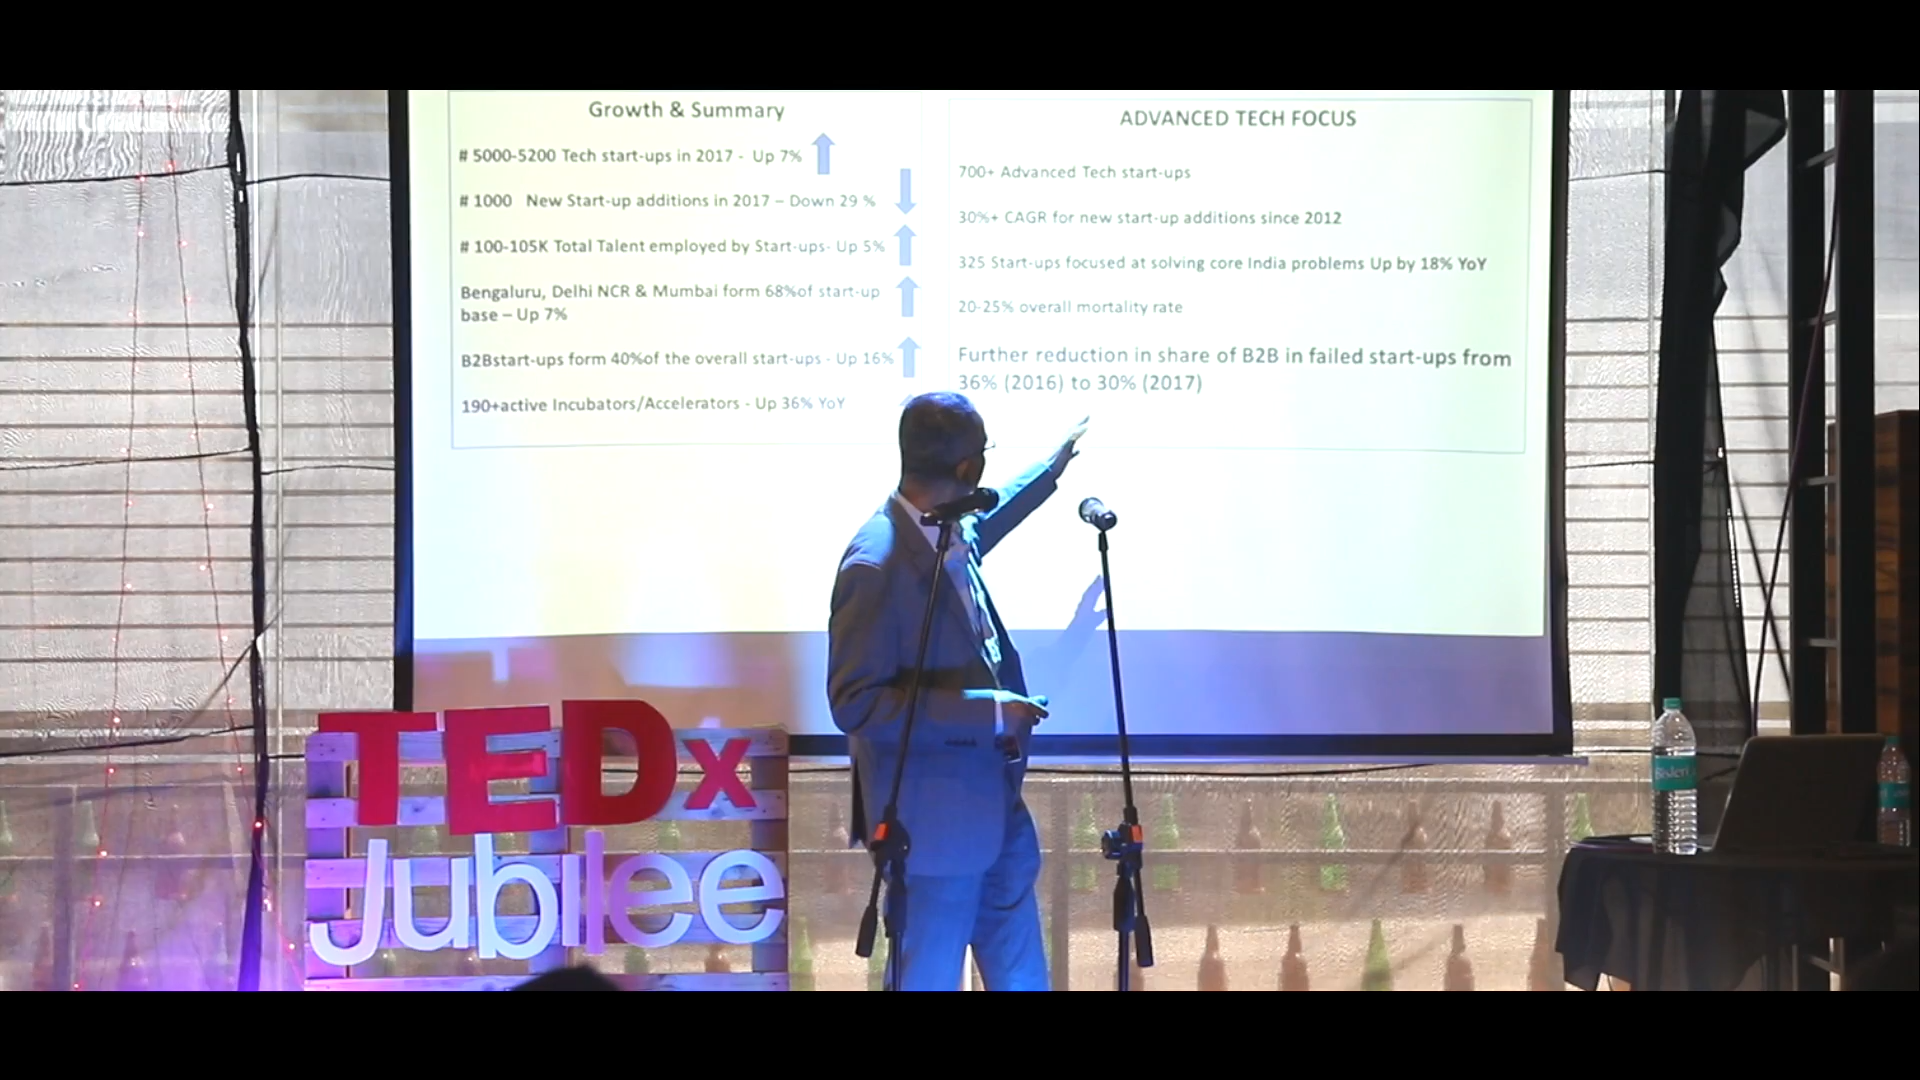 Growth & Summary
# 5000-5200 Tech start-ups in 2017 - Up 7%
# 1000 New Start-up additions in 2017 – Down 29 %
# 100-105K Total Talent employed by Start-ups- Up 5%
Bengaluru, Delhi NCR & Mumbai form 68%of start-up
base – Up 7%
B2Bstart-ups form 40%of the overall start-ups - Up 16%
190+active Incubators/Accelerators - Up 36% YoY
ADVANCED TECH FOCUS
700+ Advanced Tech start-ups
30%+ CAGR for new start-up additions since 2012
325 Start-ups focused at solving core India problems Up by 18% YoY
20-25% overall mortality rate
Further reduction in share of B2B in failed start-ups from
36% (2016) to 30% (2017)
TEDx
Jubilee
Bisleri